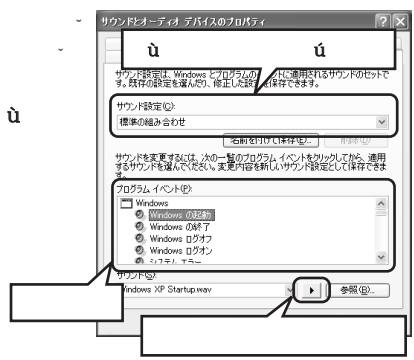 サウンドとオーディオ デバイスのプロパティ
ù ú
サウンド設定は、Windows とプログラムの
に適用されるサウンドのセットで
す。既存の設定を選んだり、修正した設定を保存できます。
ù
サウンド設定(C):
標準の組み合わせ
名前を付けて保存(E)...
削除(D)
サウンドを変更するには、次の一覧のプログラム イベントをクリックしてから、適用
するサウンドを選んでください。変更内容を新しいサウンド設定として保存できま
す。
プログラム イベント(P):
Windows
Windows の起動
Windows の終了
Windows ログオフ
Windows ログオン
システム エラー
サウンド(S):
Windows XP Startup.wav
参照(B)...